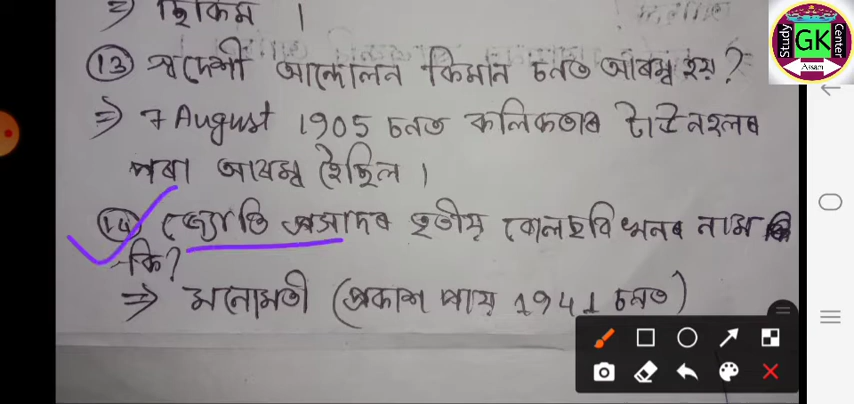 ⇒ ছিকিম ।
Study GK Center
Assam
(13) স্বদেশী আন্দোলন কিমান চনত আৰম্ভ হয়?
⇒ 7 August 1905 চনত কলিকতাৰ টাউনহলৰ
পৰা আৰম্ভ হৈছিল ।
(14) জ্যোতি প্ৰসাদৰ তৃতীয় বোলছবি খনৰ নাম
কি?
⇒ মনোমতী (প্ৰকাশ পায় 1941 চনত)